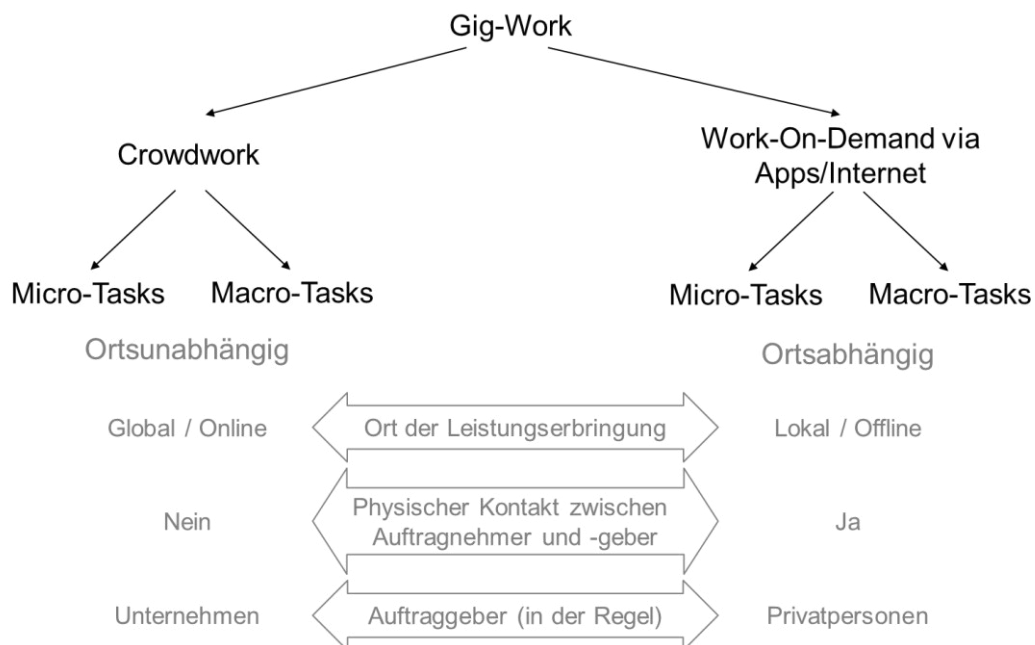 Gig-Work
Crowdwork
Work-On-Demand via
Apps/Internet
Micro-Tasks
Macro-Tasks
Micro-Tasks
Macro-Tasks
Ortsunabhängig
Ortsabhängig
Global / Online
Ort der Leistungserbringung
Lokal / Offline
Nein
Physischer Kontakt zwischen
Auftragnehmer und -geber
Ja
Unternehmen
Auftraggeber (in der Regel)
Privatpersonen